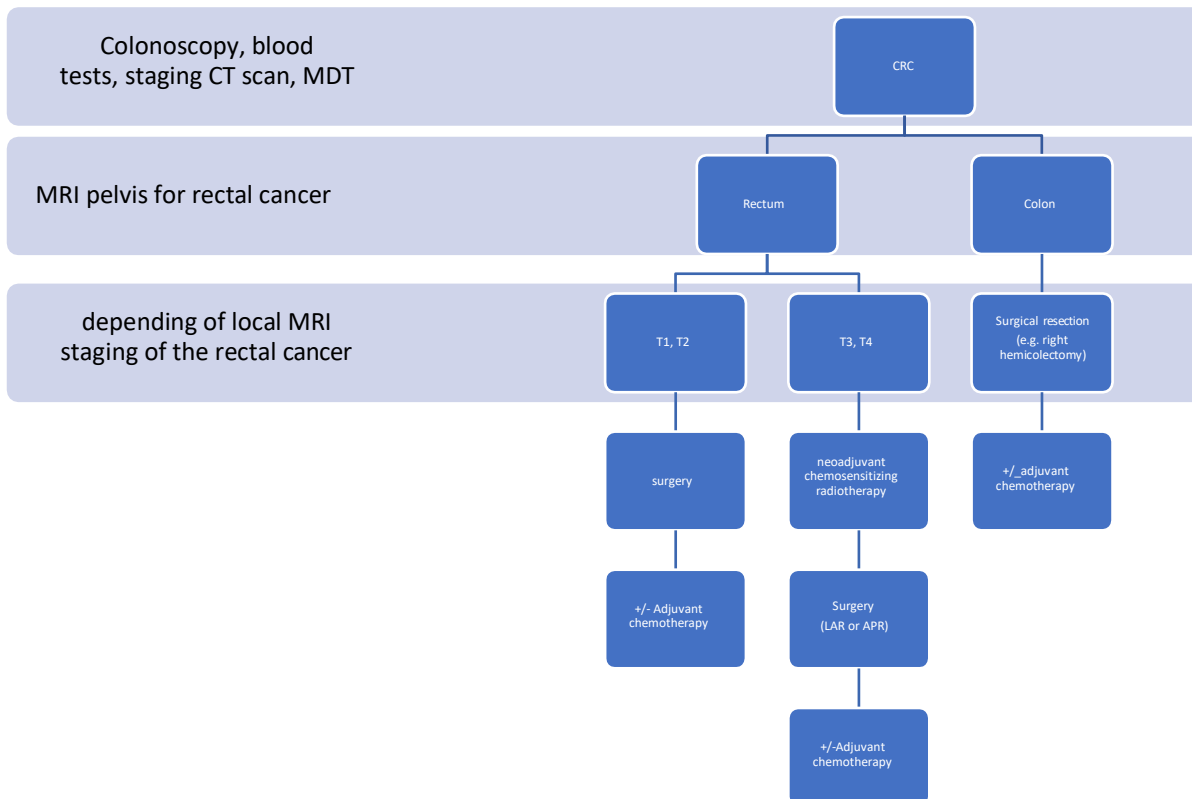 Colonoscopy, blood
tests, staging CT scan, MDT
CRC
MRI pelvis for rectal cancer
Rectum
Colon
depending of local MRI
staging of the rectal cancer
T1, T2
T3, T4
Surgical resection
(e.g. right
hemicolectomy)
surgery
neoadjuvant
chemosensitizing
radiotherapy
+/_adjuvant
chemotherapy
+/- Adjuvant
chemotherapy
Surgery
(LAR or APR)
+/-Adjuvant
chemotherapy